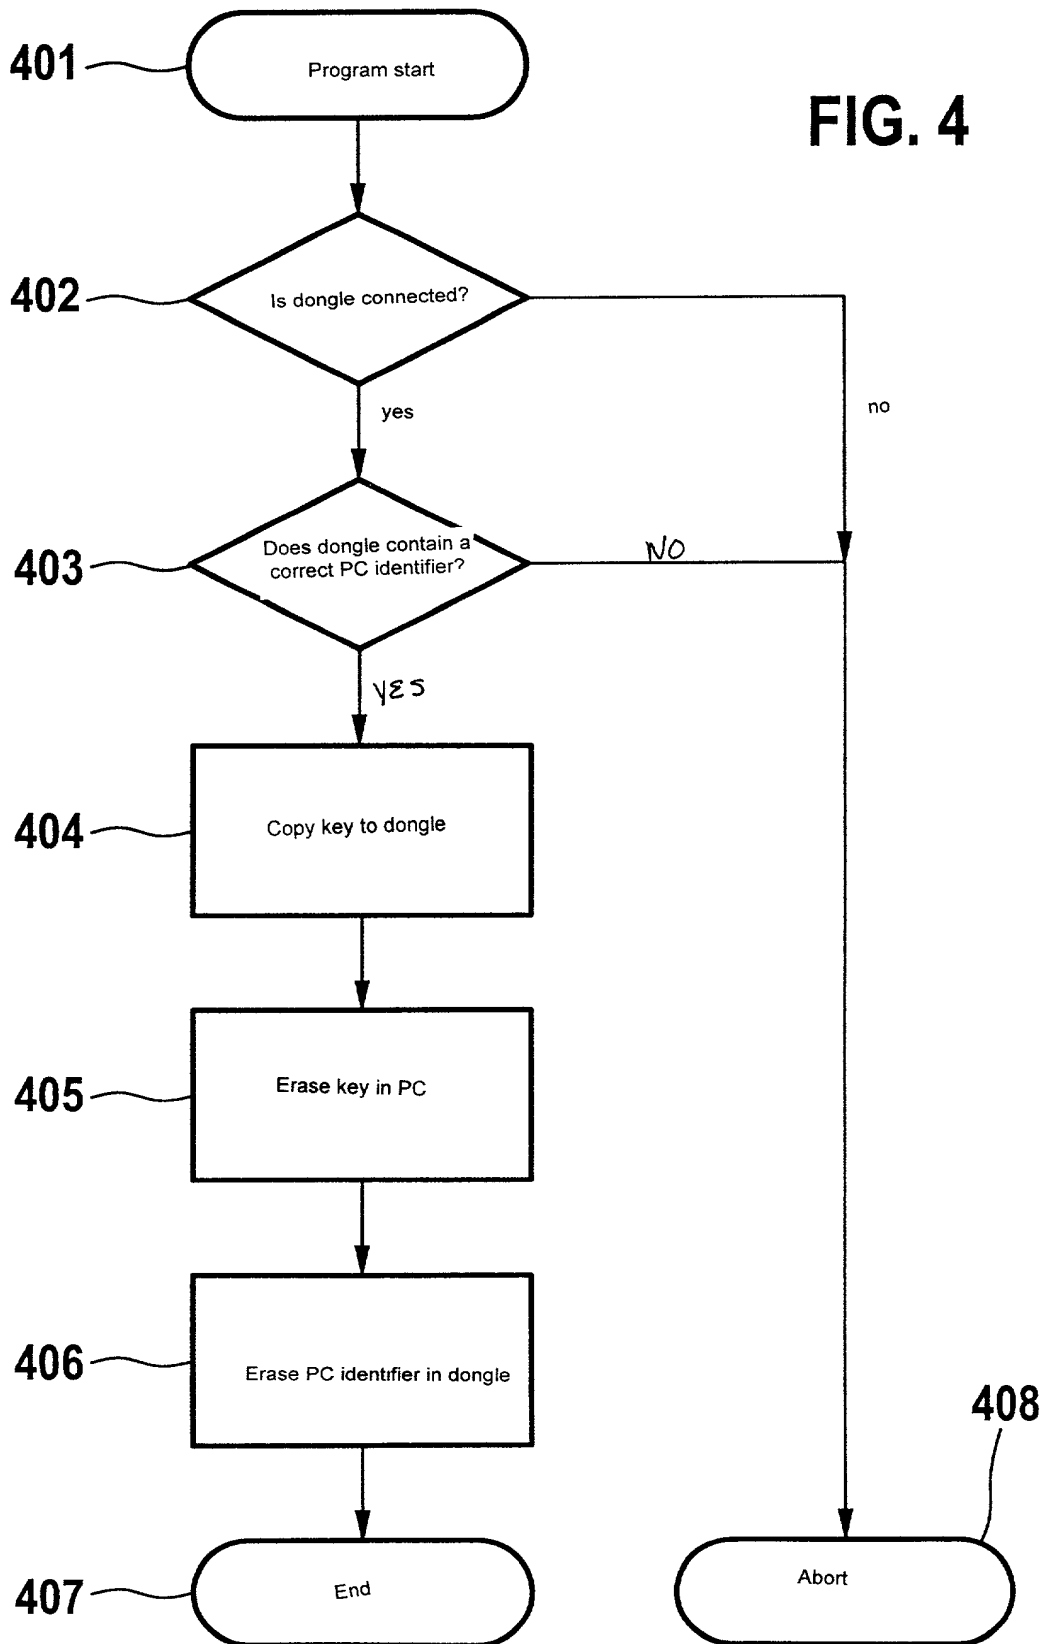 401
Program start
FIG. 4
402
Is dongle connected?
yes
no
403
Does dongle contain a
correct PC identifier?
NO
YES
404
Copy key to dongle
405
Erase key in PC
406
Erase PC identifier in dongle
408
407
End
Abort